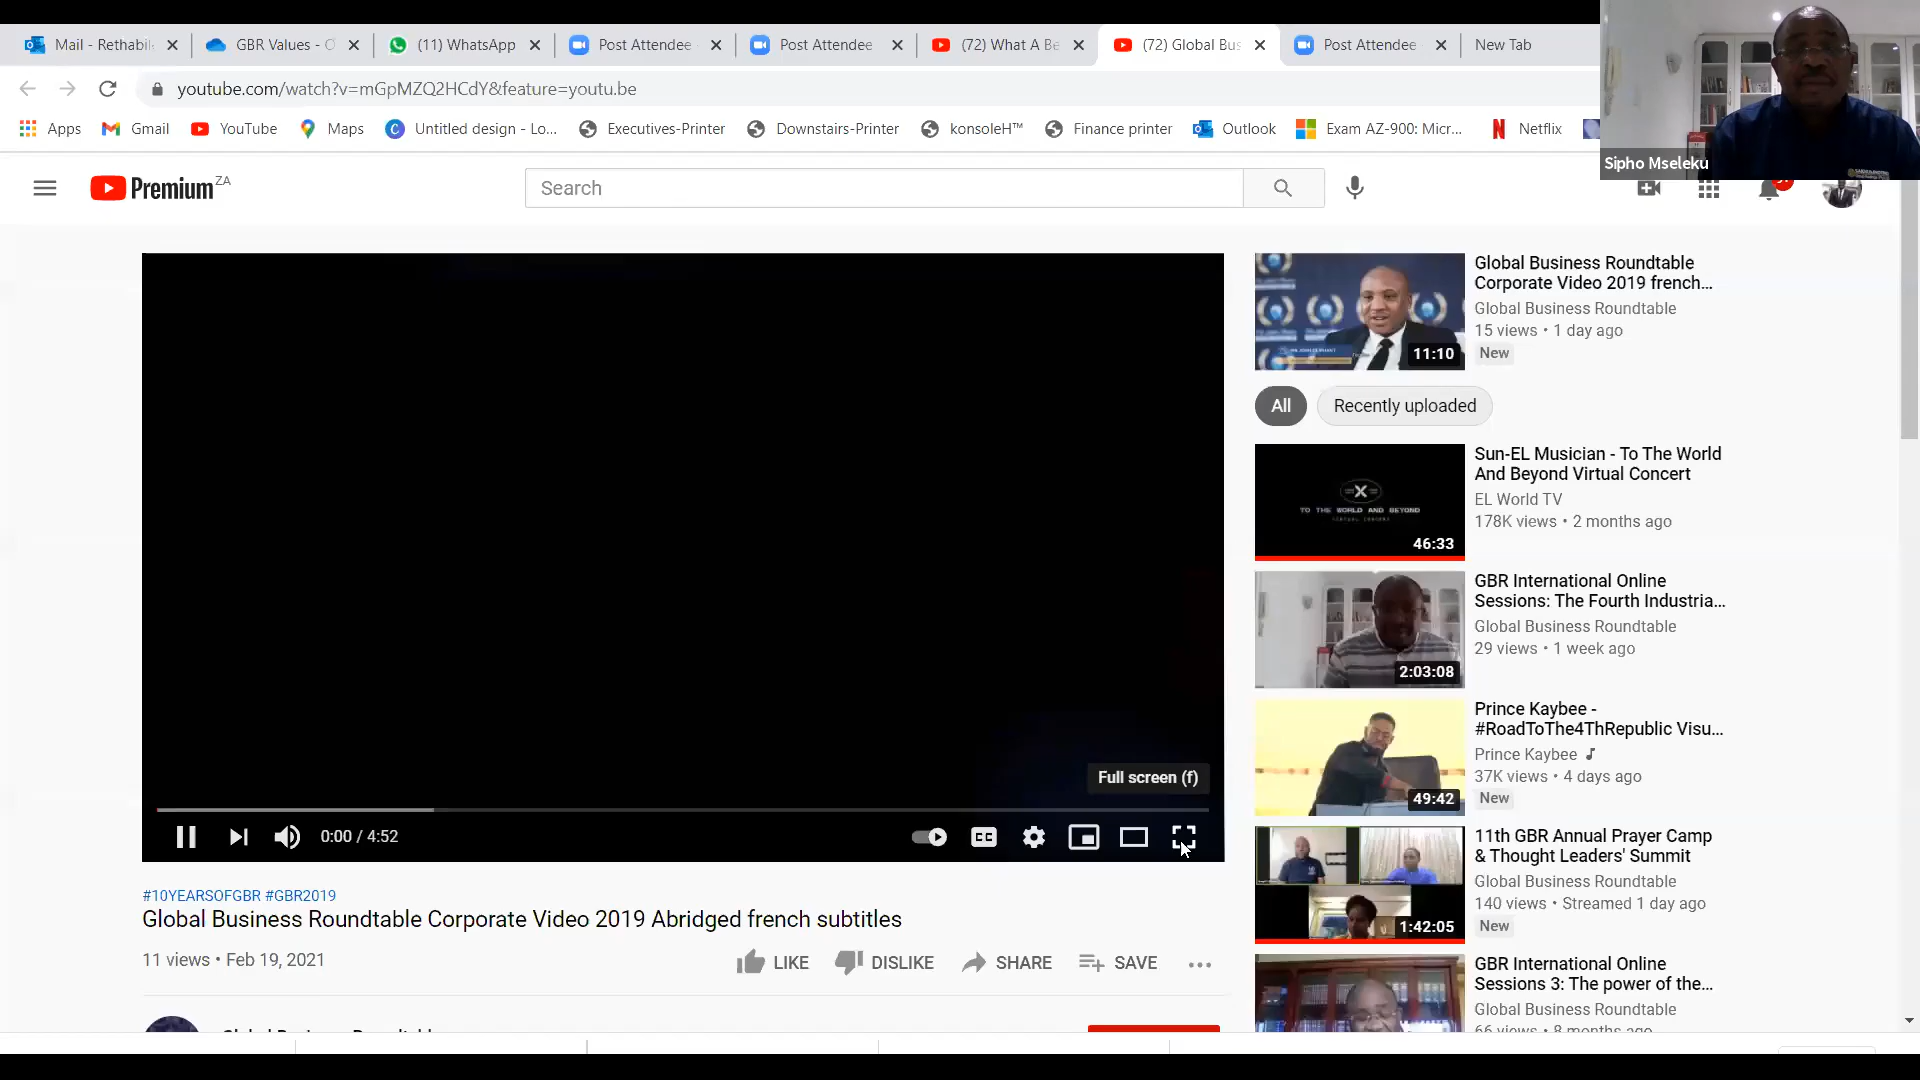 Mail - Rethabil
GBR Values - O
(11) WhatsApp
Post Attendee
Post Attendee
(72) What A Be
(72) Global Bus
Post Attendee
New Tab
youtube.com/watch?v=mGpMZQ2HCdY&feature=youtu.be
Apps
Gmail
YouTube
Maps
Untitled design - Lo...
Executives-Printer
Downstairs-Printer
konsoleH™
Finance printer
Outlook
Exam AZ-900: Micr...
Netflix
Sipho Mseleku
Premium ZA
Search
Full screen (f)
0:00 / 4:52
CC
#10YEARSOFGBR #GBR2019
Global Business Roundtable Corporate Video 2019 Abridged french subtitles
11 views • Feb 19, 2021
LIKE
DISLIKE
SHARE
SAVE
Global Business Roundtable
Corporate Video 2019 french...
Global Business Roundtable
15 views • 1 day ago
New
11:10
All
Recently uploaded
TO THE WORLD AND BEYOND
VIRTUAL CONCERT
46:33
Sun-EL Musician - To The World
And Beyond Virtual Concert
EL World TV
178K views • 2 months ago
2:03:08
GBR International Online
Sessions: The Fourth Industria...
Global Business Roundtable
29 views • 1 week ago
49:42
Prince Kaybee -
#RoadToThe4ThRepublic Visu...
Prince Kaybee
37K views • 4 days ago
New
1:42:05
11th GBR Annual Prayer Camp
& Thought Leaders' Summit
Global Business Roundtable
140 views • Streamed 1 day ago
New
GBR International Online
Sessions 3: The power of the...
Global Business Roundtable
66 views • 8 months ago